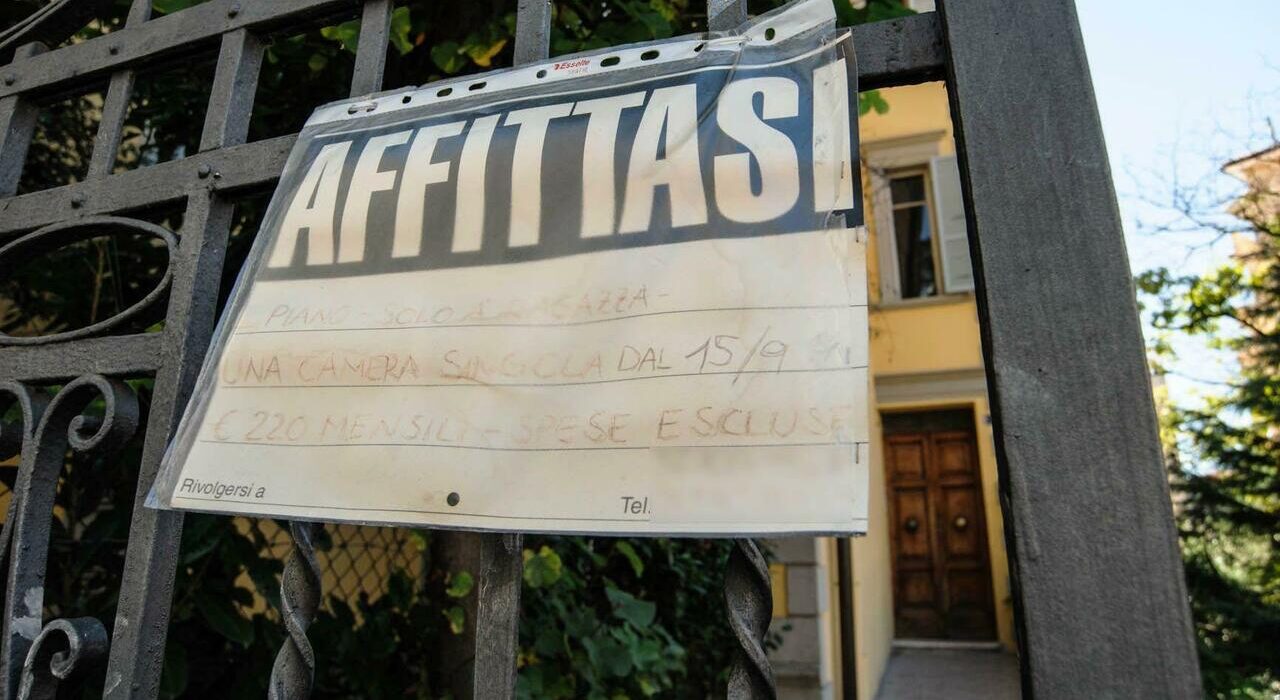 Esselte
AFFITTASI
PIANO - SOLO A RAGAZZA -
UNA CAMERA SINGOLA DAL 15/9
€ 220 MENSILI - SPESE ESCLUSE
Rivolgersi a
Tel.